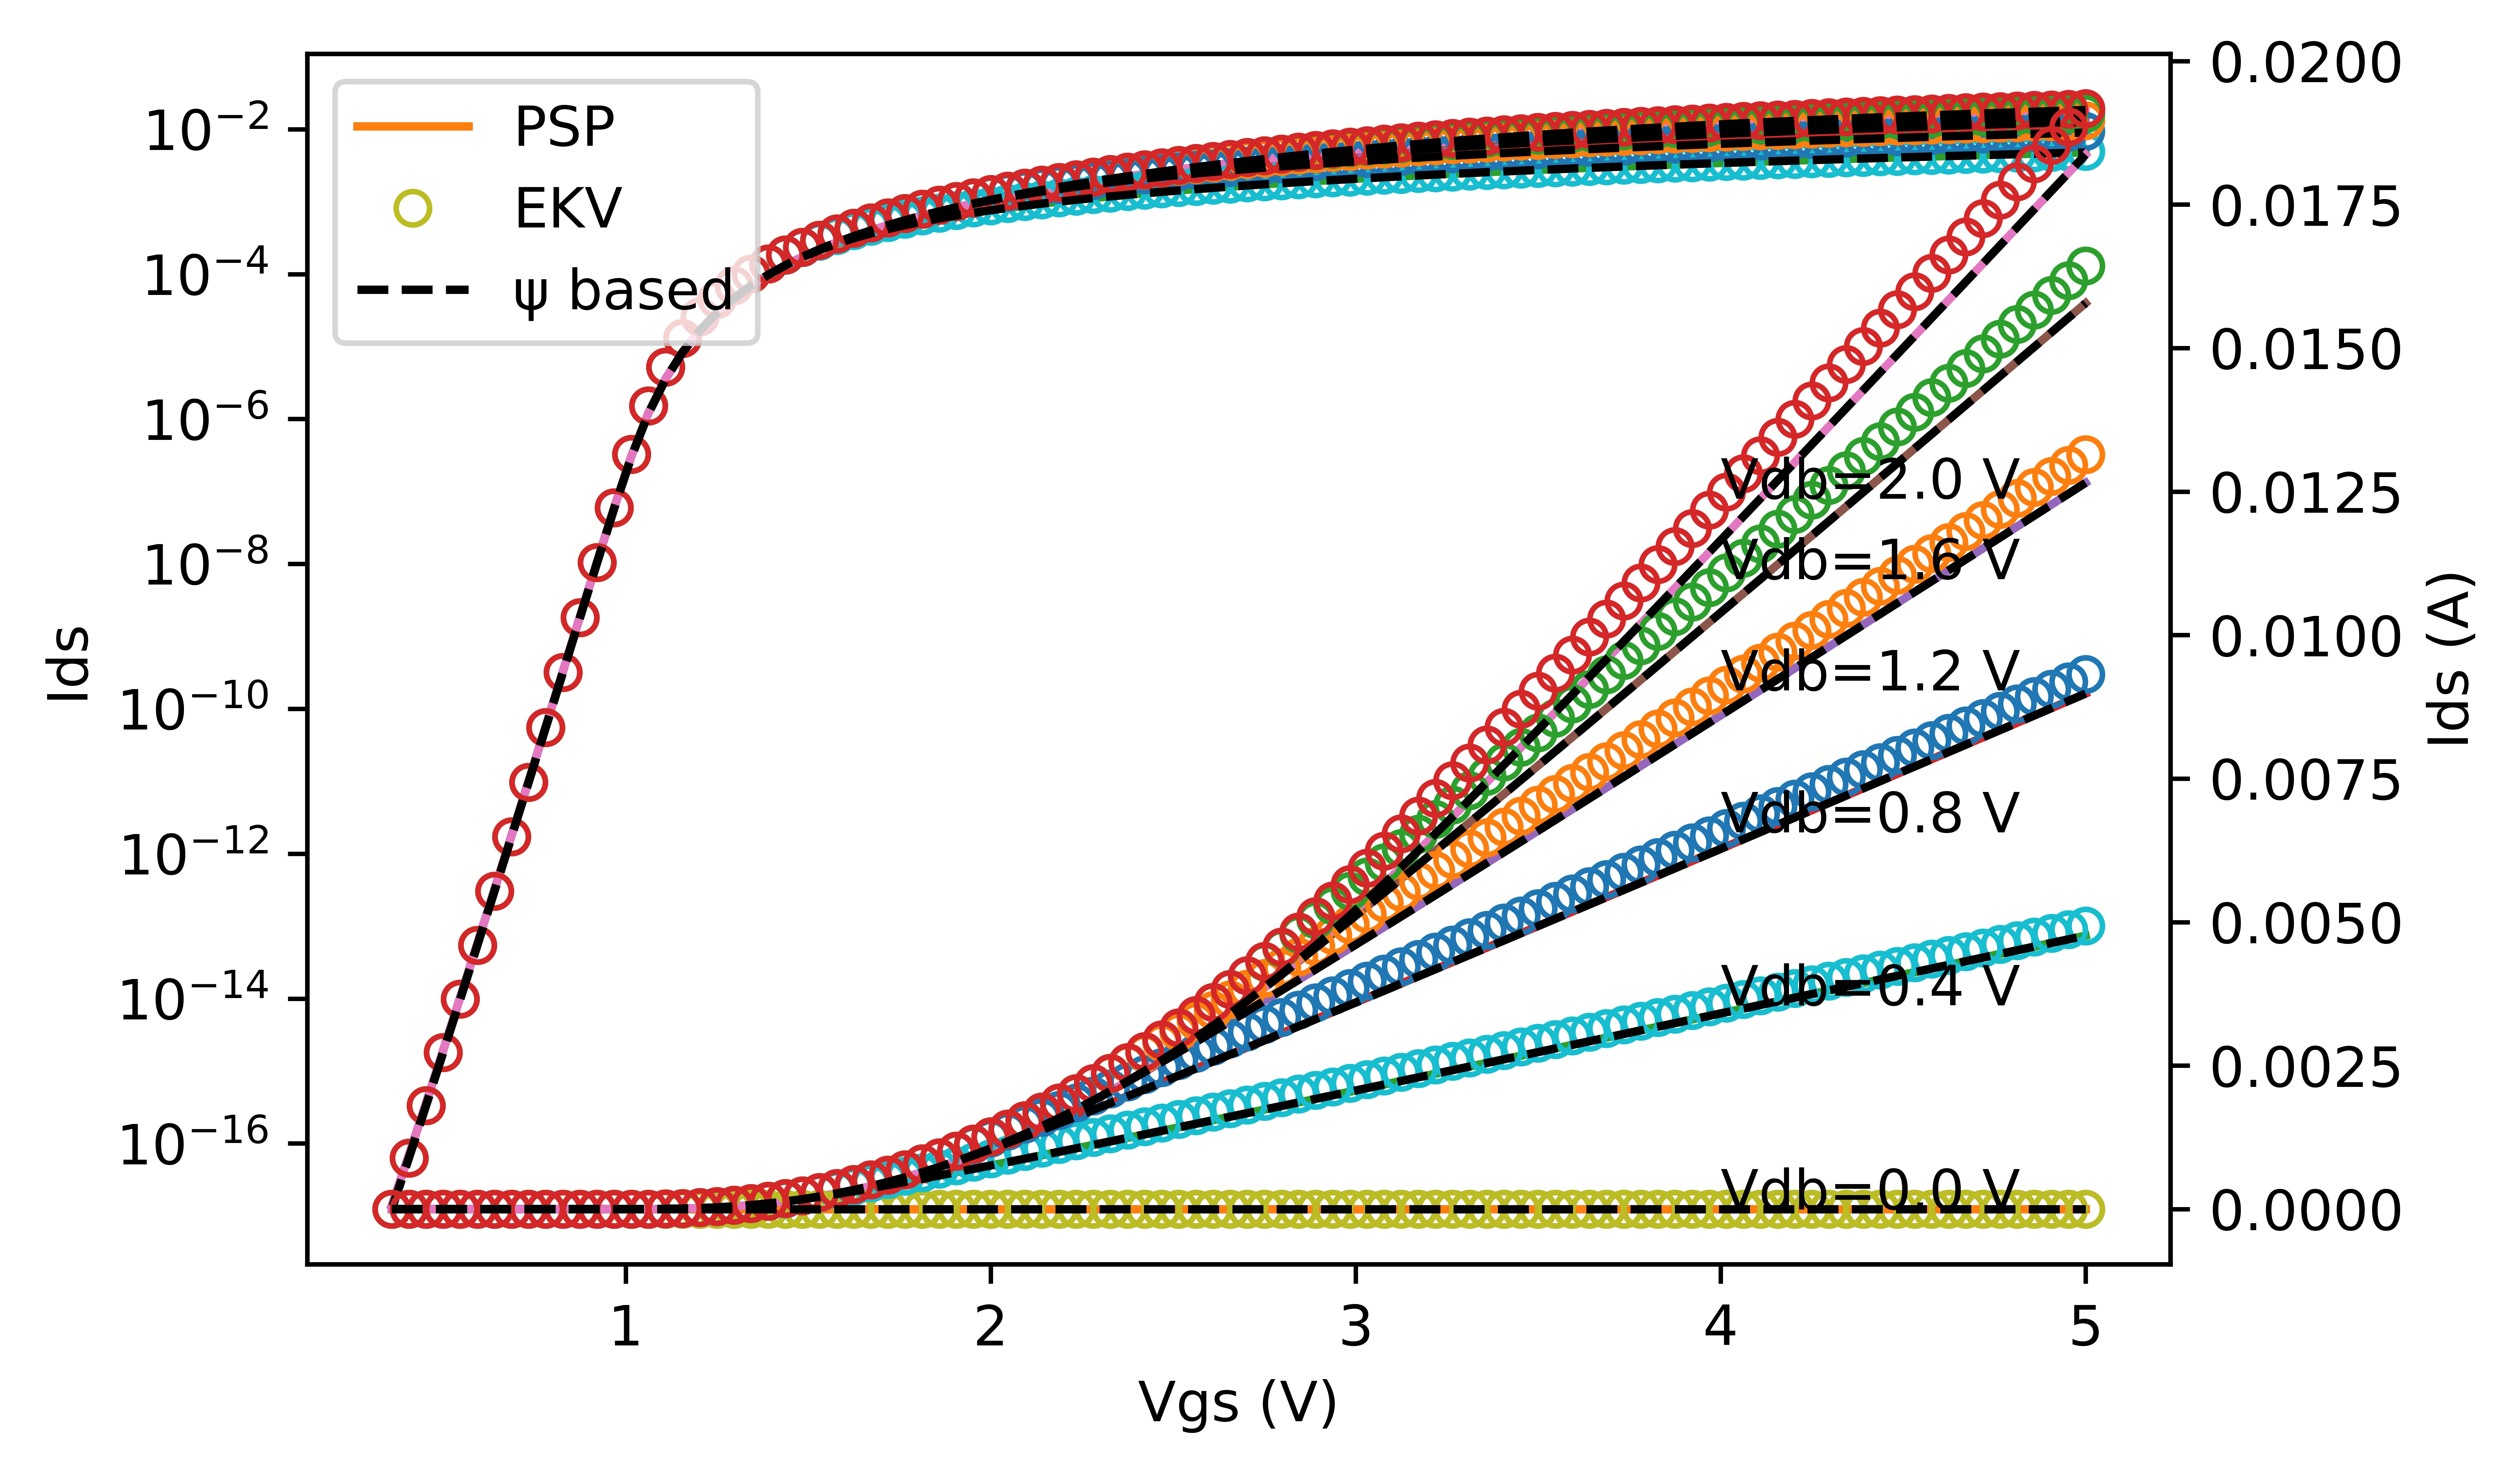 PSP
EKV
ψ based
10⁻²
10⁻⁴
10⁻⁶
10⁻⁸
10⁻¹⁰
10⁻¹²
10⁻¹⁴
10⁻¹⁶
Ids
0.0200
0.0175
0.0150
0.0125
0.0100
0.0075
0.0050
0.0025
0.0000
Ids (A)
Vdb=2.0 V
Vdb=1.6 V
Vdb=1.2 V
Vdb=0.8 V
Vdb=0.4 V
Vdb=0.0 V
1 2 3 4 5
Vgs (V)